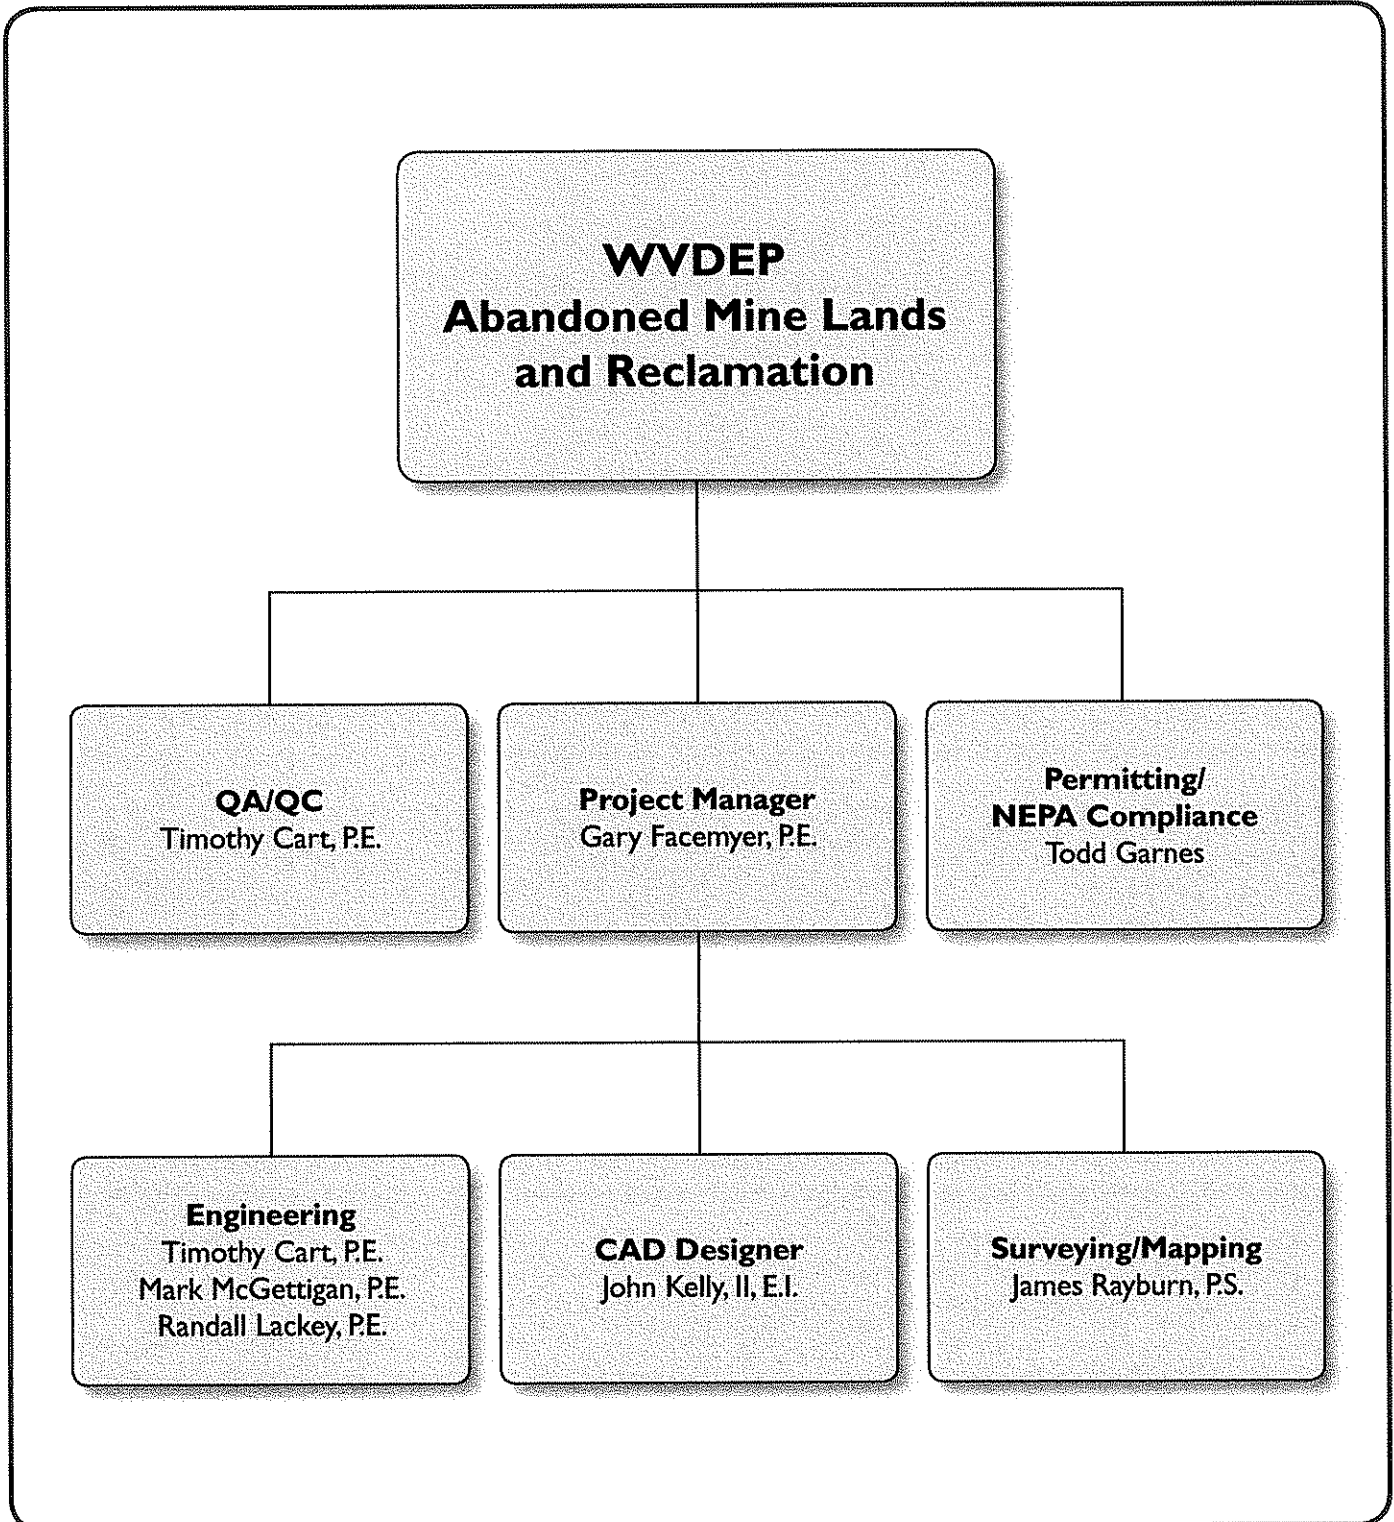 WVDEP
Abandoned Mine Lands
and Reclamation
QA/QC
Timothy Cart, P.E.
Project Manager
Gary Facemyer, P.E.
Permitting/
NEPA Compliance
Todd Garnes
Engineering
Timothy Cart, P.E.
Mark McGettigan, P.E.
Randall Lackey, P.E.
CAD Designer
John Kelly, II, E.I.
Surveying/Mapping
James Rayburn, P.S.